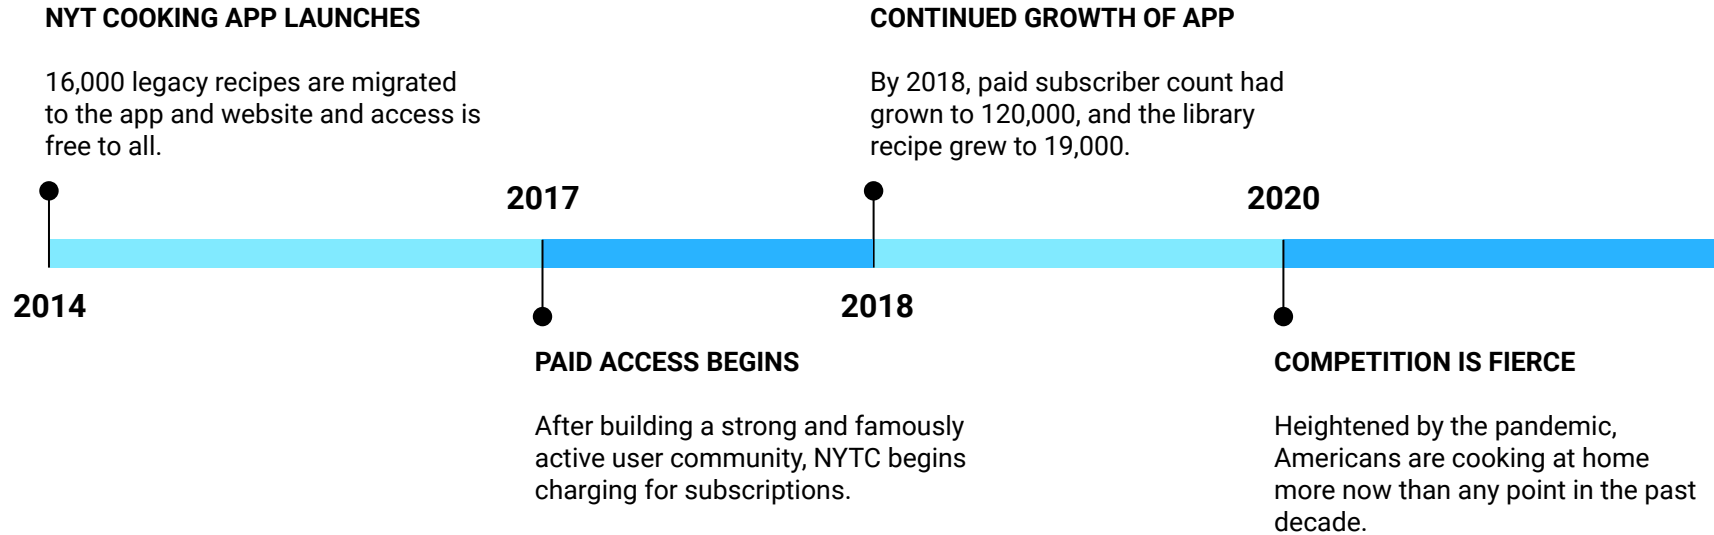 NYT COOKING APP LAUNCHES
16,000 legacy recipes are migrated
to the app and website and access is
free to all.
2014
2017
PAID ACCESS BEGINS
After building a strong and famously
active user community, NYTC begins
charging for subscriptions.
CONTINUED GROWTH OF APP
By 2018, paid subscriber count had
grown to 120,000, and the library
recipe grew to 19,000.
2018
2020
COMPETITION IS FIERCE
Heightened by the pandemic,
Americans are cooking at home
more now than any point in the past
decade.